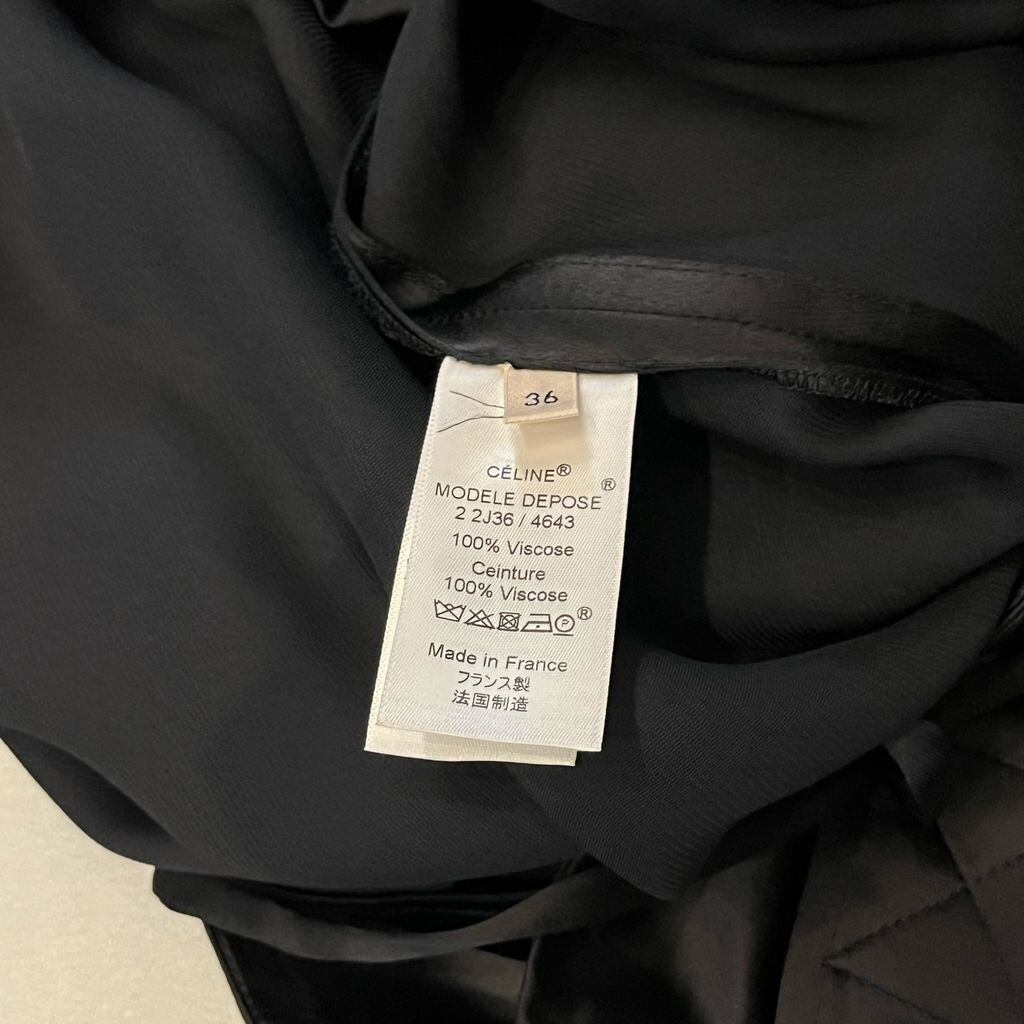 36
CÉLINE®
MODELE DEPOSE ®
2 2J36 / 4643
100% Viscose
Ceinture
100% Viscose
P ®
Made in France
フランス製
法国制造